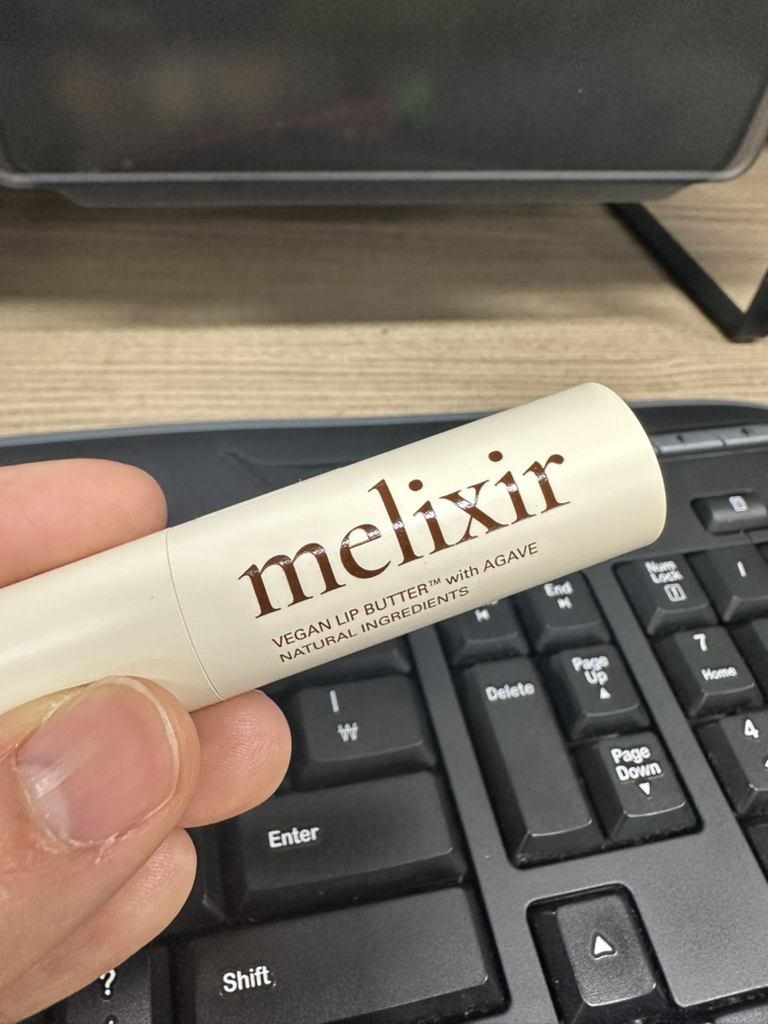 melixir
VEGAN LIP BUTTER™ with AGAVE
NATURAL INGREDIENTS
End
Num
Lock
Delete
Page
Up
7
Home
4
Page
Down
₩
Enter
Shift
?
/